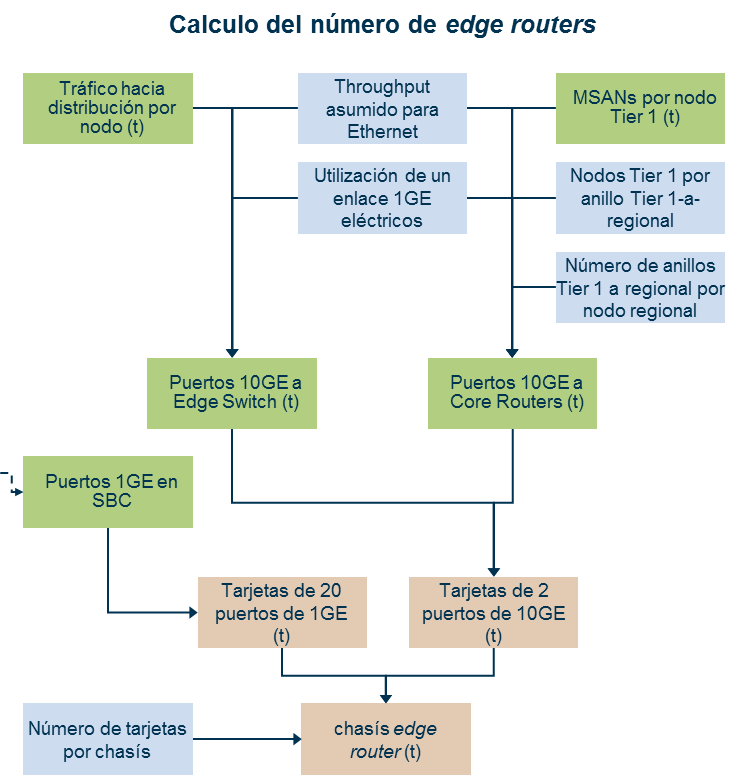 Calculo del número de edge routers
Tráfico hacia
distribución por
nodo (t)
Throughput
asumido para
Ethernet
MSANs por nodo
Tier 1 (t)
Utilización de un
enlace 1GE
eléctricos
Nodos Tier 1 por
anillo Tier 1-a-
regional
Número de anillos
Tier 1 a regional por
nodo regional
Puertos 10GE a
Edge Switch (t)
Puertos 10GE a
Core Routers (t)
Puertos 1GE en
SBC
Tarjetas de 20
puertos de 1GE
(t)
Tarjetas de 2
puertos de 10GE
(t)
Número de tarjetas
por chasís
chasís edge
router (t)